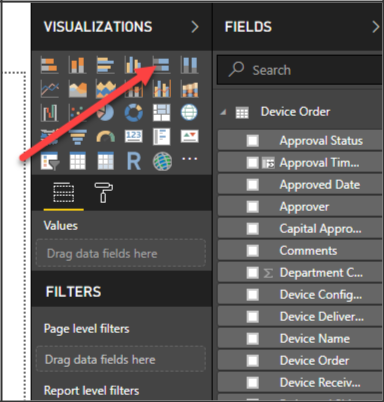 VISUALIZATIONS
FIELDS
Search
123
R
Values
Drag data fields here
FILTERS
Page level filters
Drag data fields here
Report level filters
Device Order
Approval Status
Approval Tim...
Approved Date
Approver
Capital Appro...
Comments
Department C...
Device Config...
Device Deliver...
Device Name
Device Order
Device Receiv...